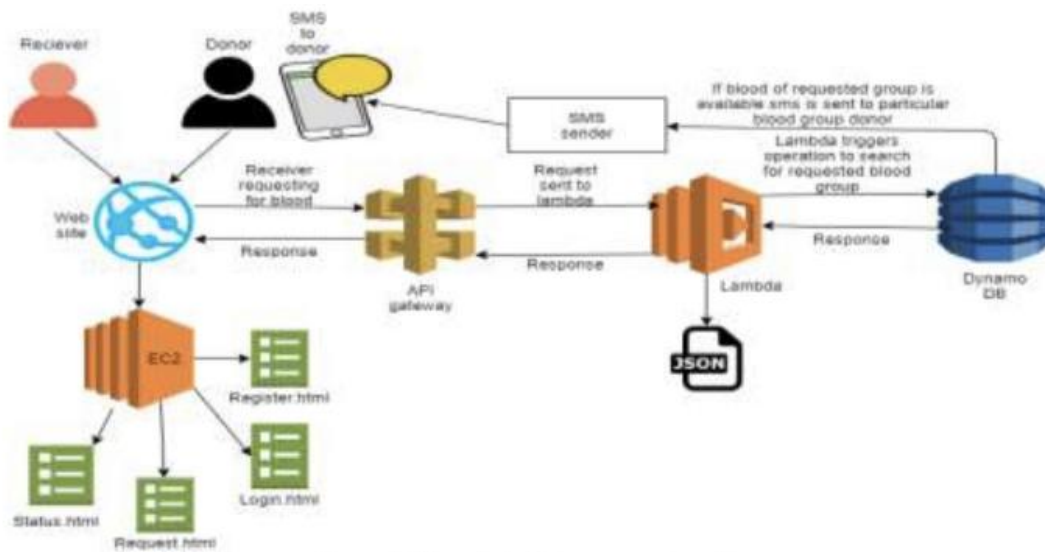 Reciever
Donor
SMS
to
donor
SMS
sender
If blood of requested group is
available sms is sent to particular
blood group donor
Lambda triggers
operation to search
for requested blood
group
Receiver
requesting
for blood
Request
sent to
lambda
Web
site
Response
API
gateway
Response
Lambda
Response
Dynamo
DB
JSON
EC2
Register.html
Login.html
Status.html
Request.html